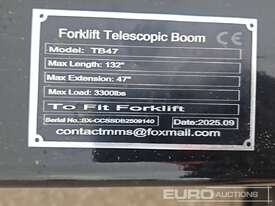 Forklift Telescopic Boom CE
Model: TB47
Max Length: 132"
Max Extension: 47"
Max Load: 3300lbs
To Fit Forklift
Serial No.:SX-CCSSDB2509140 Date:2025.09
contactmms@foxmail.com
EURO AUCTIONS